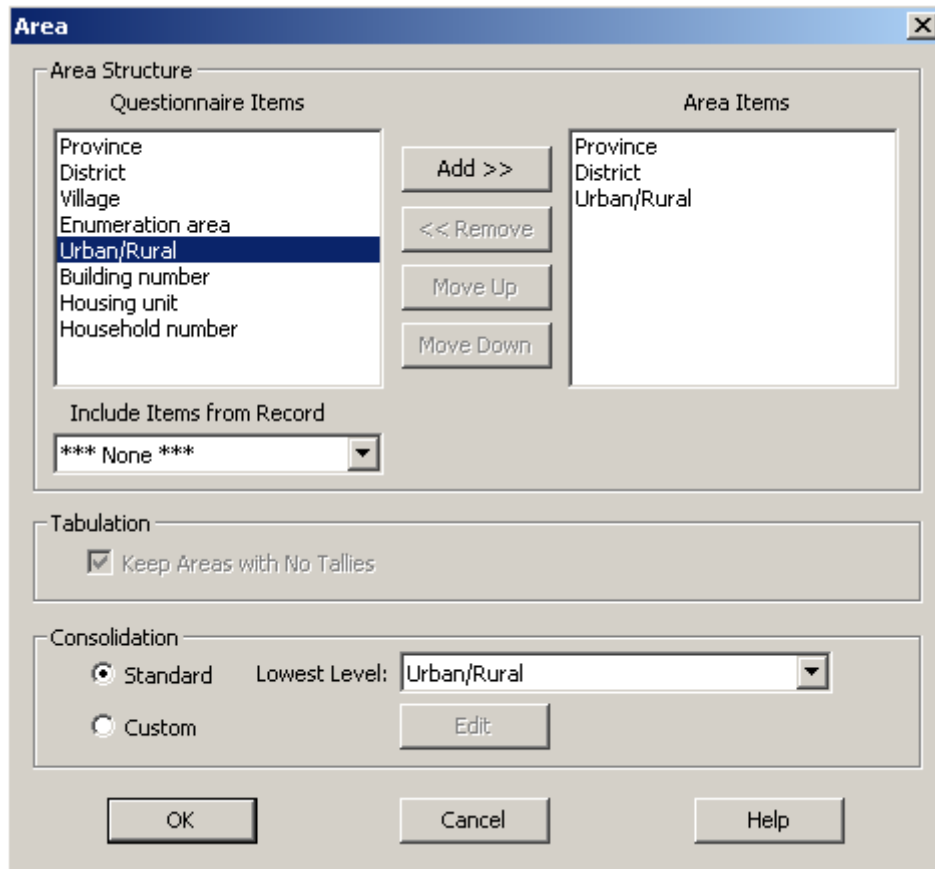 Area
Area Structure
Questionnaire Items
Area Items
Province
District
Village
Enumeration area
Urban/Rural
Building number
Housing unit
Household number
Add >>
<< Remove
Move Up
Move Down
Province
District
Urban/Rural
Include Items from Record
*** None ***
Tabulation
Keep Areas with No Tallies
Consolidation
Standard
Lowest Level:
Urban/Rural
Custom
Edit
OK
Cancel
Help